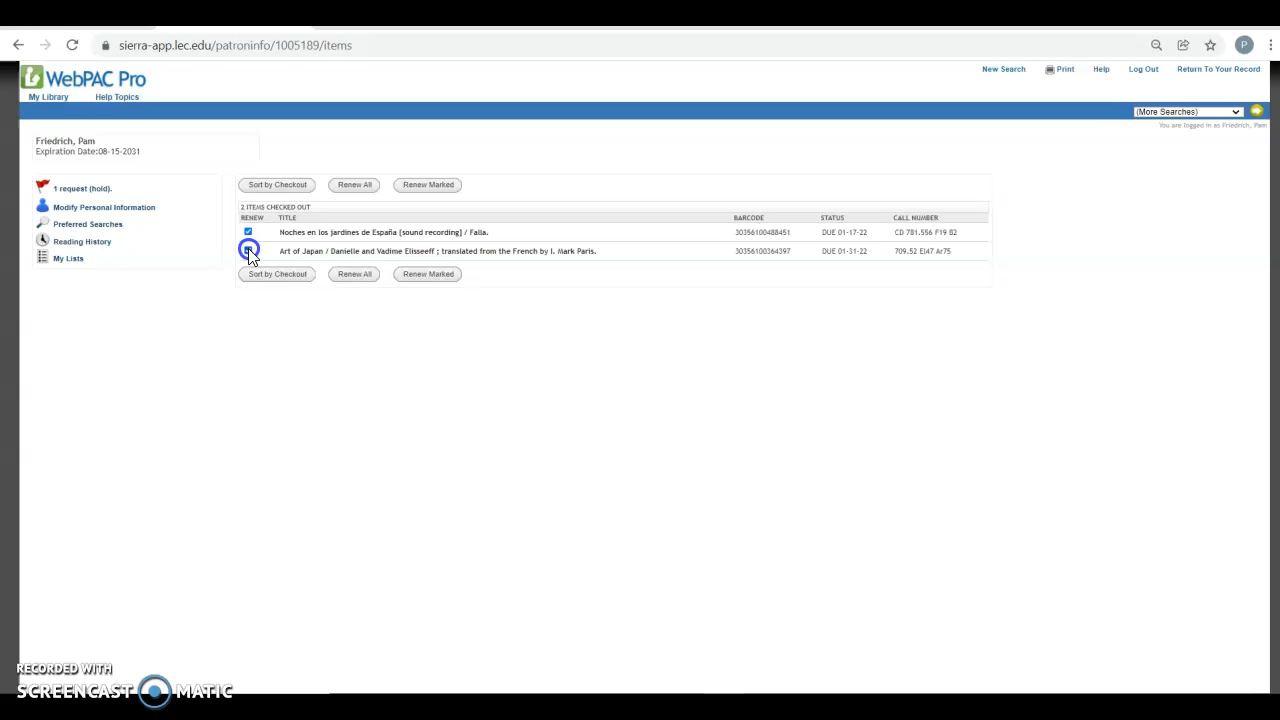 sierra-app.lec.edu/patroninfo/1005189/items
P
WebPAC Pro
New Search Print Help Log Out Return To Your Record
My Library Help Topics
(More Searches)
You are logged in as Friedrich, Pam
Friedrich, Pam
Expiration Date:08-15-2031
1 request (hold).
Modify Personal Information
Preferred Searches
Reading History
My Lists
Sort by Checkout Renew All Renew Marked
2 ITEMS CHECKED OUT
RENEW TITLE BARCODE STATUS CALL NUMBER
Noches en los jardines de España [sound recording] / Falla. 30356100488451 DUE 01-17-22 CD 781.556 F19 B2
Art of Japan / Danielle and Vadime Elisseeff ; translated from the French by I. Mark Paris. 30356100364397 DUE 01-31-22 709.52 El47 Ar75
Sort by Checkout Renew All Renew Marked
RECORDED WITH
SCREENCAST MATIC